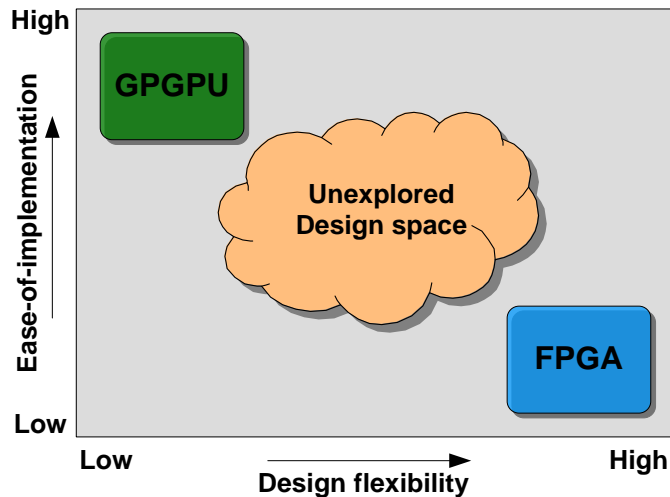 High
GPGPU
Ease-of-implementation
Unexplored
Design space
FPGA
Low
Low
High
Design flexibility